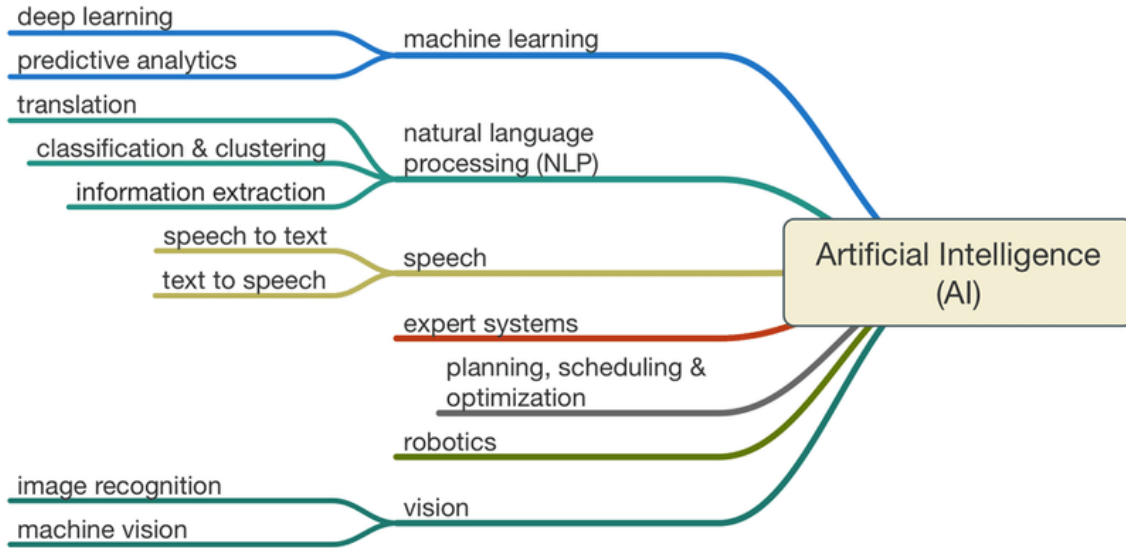 deep learning
machine learning
predictive analytics
translation
natural language
processing (NLP)
classification & clustering
information extraction
speech to text
speech
text to speech
Artificial Intelligence
(AI)
expert systems
planning, scheduling &
optimization
robotics
image recognition
vision
machine vision